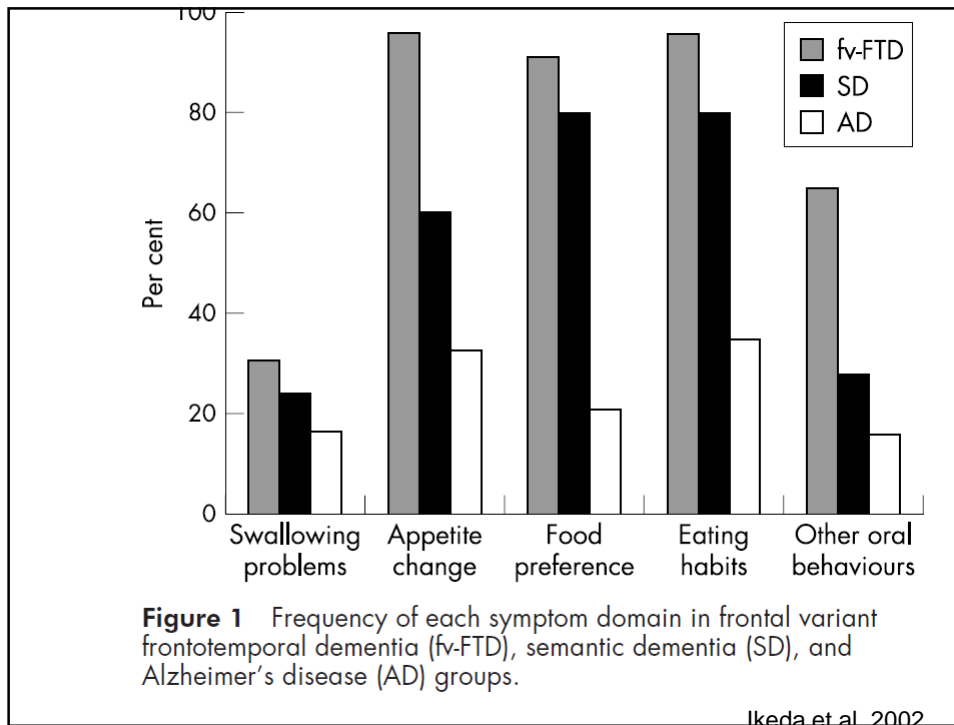 100
80
60
40
20
0
Per cent
fv-FTD
SD
AD
Swallowing problems
Appetite change
Food preference
Eating habits
Other oral behaviours
Figure 1 Frequency of each symptom domain in frontal variant
frontotemporal dementia (fv-FTD), semantic dementia (SD), and
Alzheimer's disease (AD) groups.
Ikeda et al, 2002